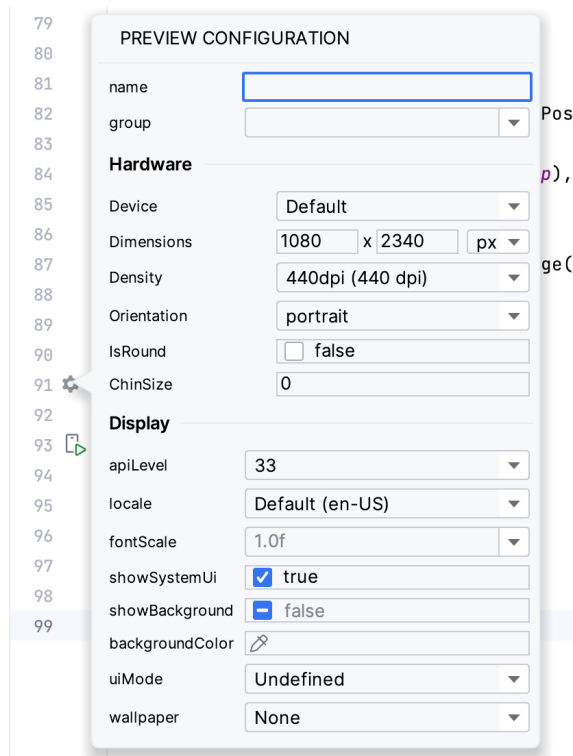 79
PREVIEW CONFIGURATION
80
81
name
82
Pos
group
83
Hardware
84
p),
85
Device Default
86
Dimensions 1080 x 2340 px
87
ge(
Density 440dpi (440 dpi)
88
89
Orientation portrait
90
IsRound false
91
ChinSize 0
92
Display
93
apiLevel 33
94
95
locale Default (en-US)
96
fontScale 1.0f
97
showSystemUi true
98
showBackground false
99
backgroundColor
uiMode Undefined
wallpaper None